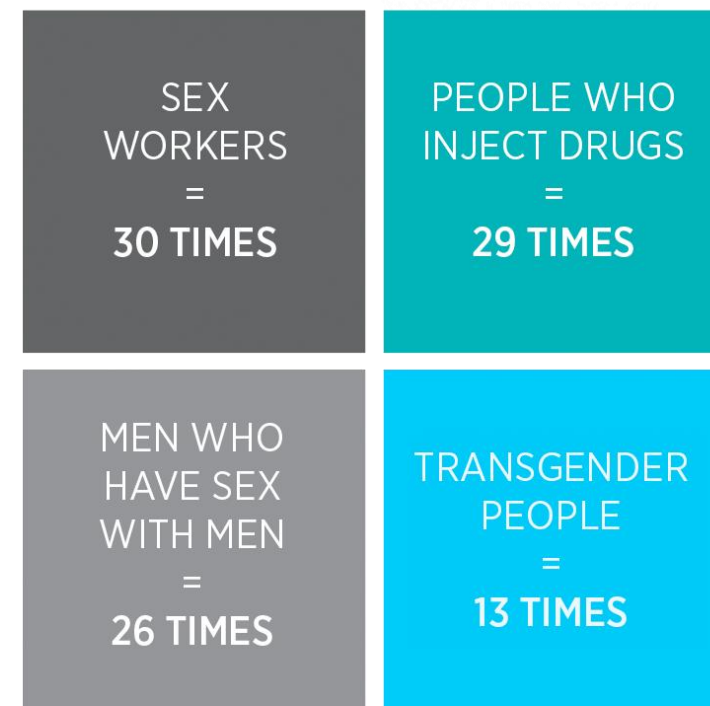 SEX
WORKERS
=
30 TIMES
PEOPLE WHO
INJECT DRUGS
=
29 TIMES
MEN WHO
HAVE SEX
WITH MEN
=
26 TIMES
TRANSGENDER
PEOPLE
=
13 TIMES